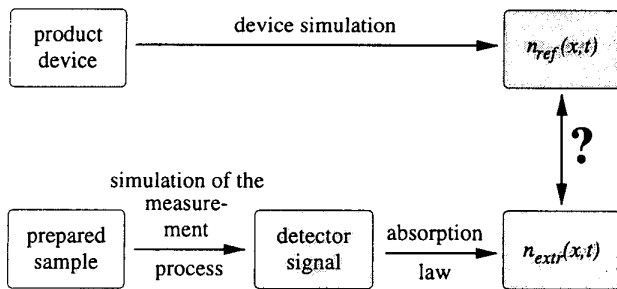 product
device
device simulation
n_ref(x,t)
?
simulation of the
measure-
ment
process
prepared
sample
detector
signal
absorption
law
n_extr(x,t)